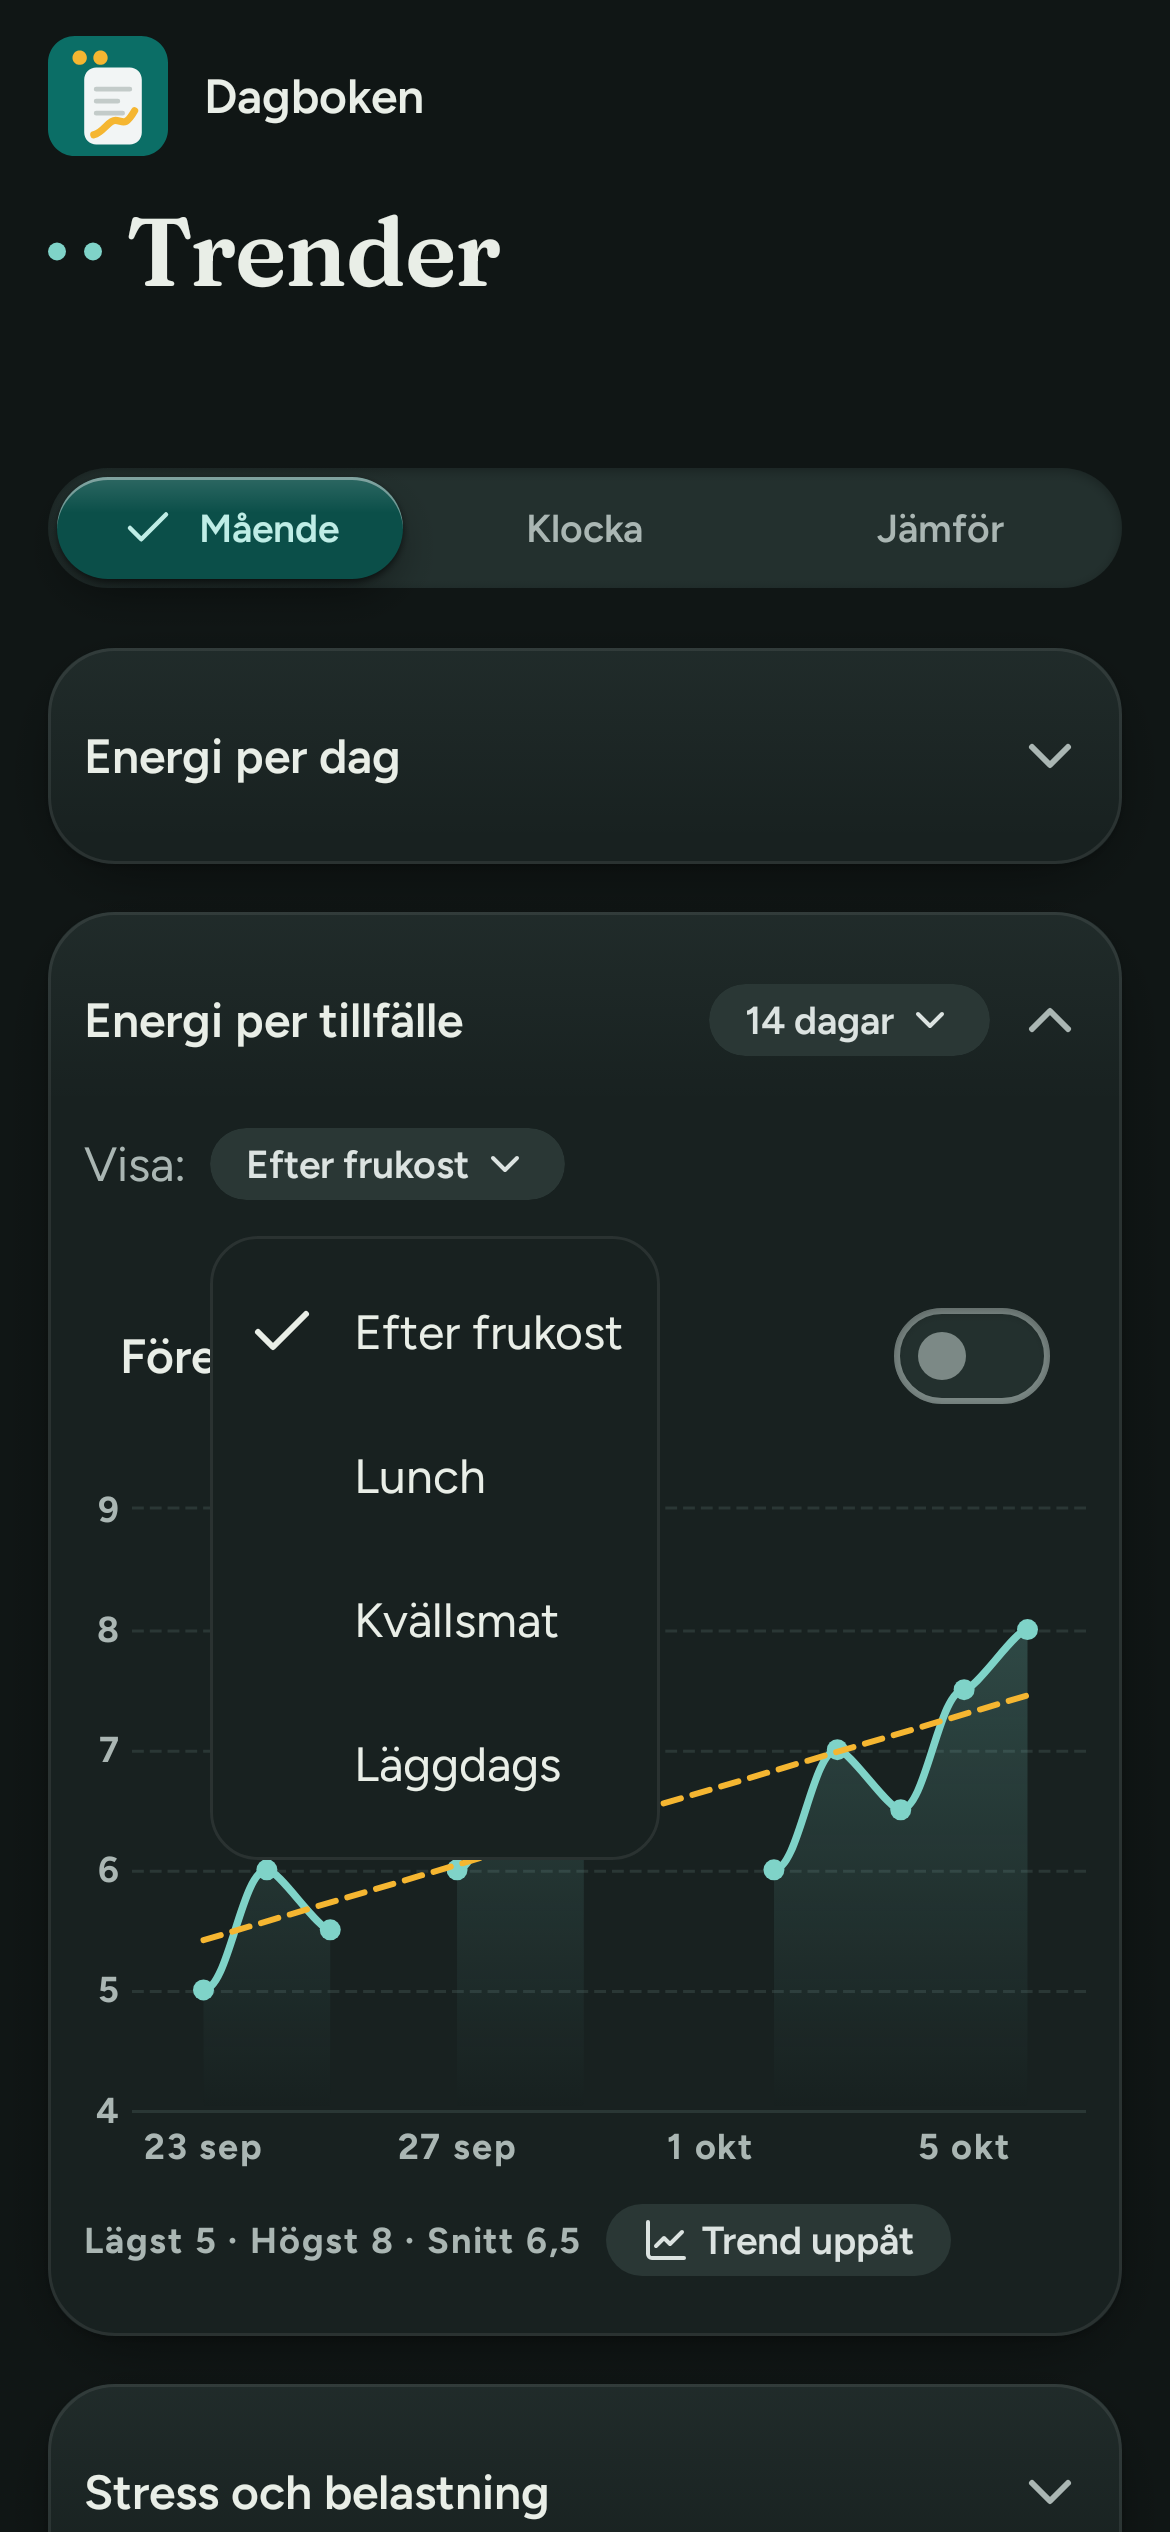 Dagboken
Trender
Mående Klocka Jämför
Energi per dag
Energi per tillfälle 14 dagar
Visa: Efter frukost
Efter frukost
Före
Lunch
Kvällsmat
Läggdags
9
8
7
6
5
4
23 sep 27 sep 1 okt 5 okt
Lägst 5 · Högst 8 · Snitt 6,5 Trend uppåt
Stress och belastning